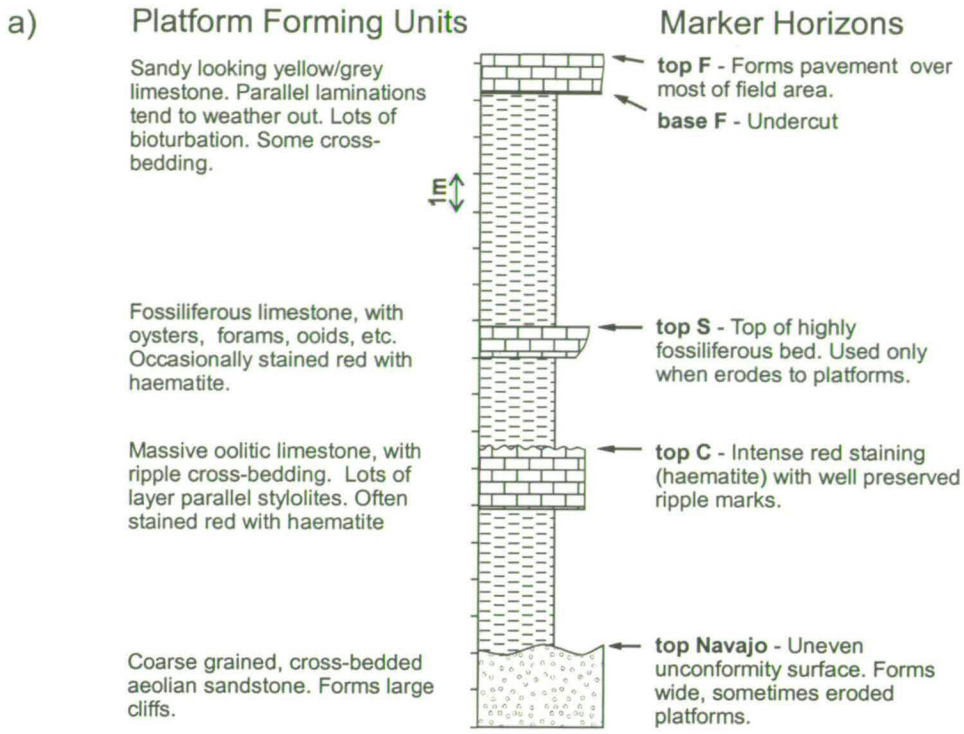 a)
Platform Forming Units
Marker Horizons
Sandy looking yellow/grey
limestone. Parallel laminations
tend to weather out. Lots of
bioturbation. Some cross-
bedding.
top F - Forms pavement over
most of field area.
base F - Undercut
1m
Fossiliferous limestone, with
oysters, forams, ooids, etc.
Occasionally stained red with
haematite.
top S - Top of highly
fossiliferous bed. Used only
when erodes to platforms.
Massive oolitic limestone, with
ripple cross-bedding. Lots of
layer parallel stylolites. Often
stained red with haematite
top C - Intense red staining
(haematite) with well preserved
ripple marks.
Coarse grained, cross-bedded
aeolian sandstone. Forms large
cliffs.
top Navajo - Uneven
unconformity surface. Forms
wide, sometimes eroded
platforms.